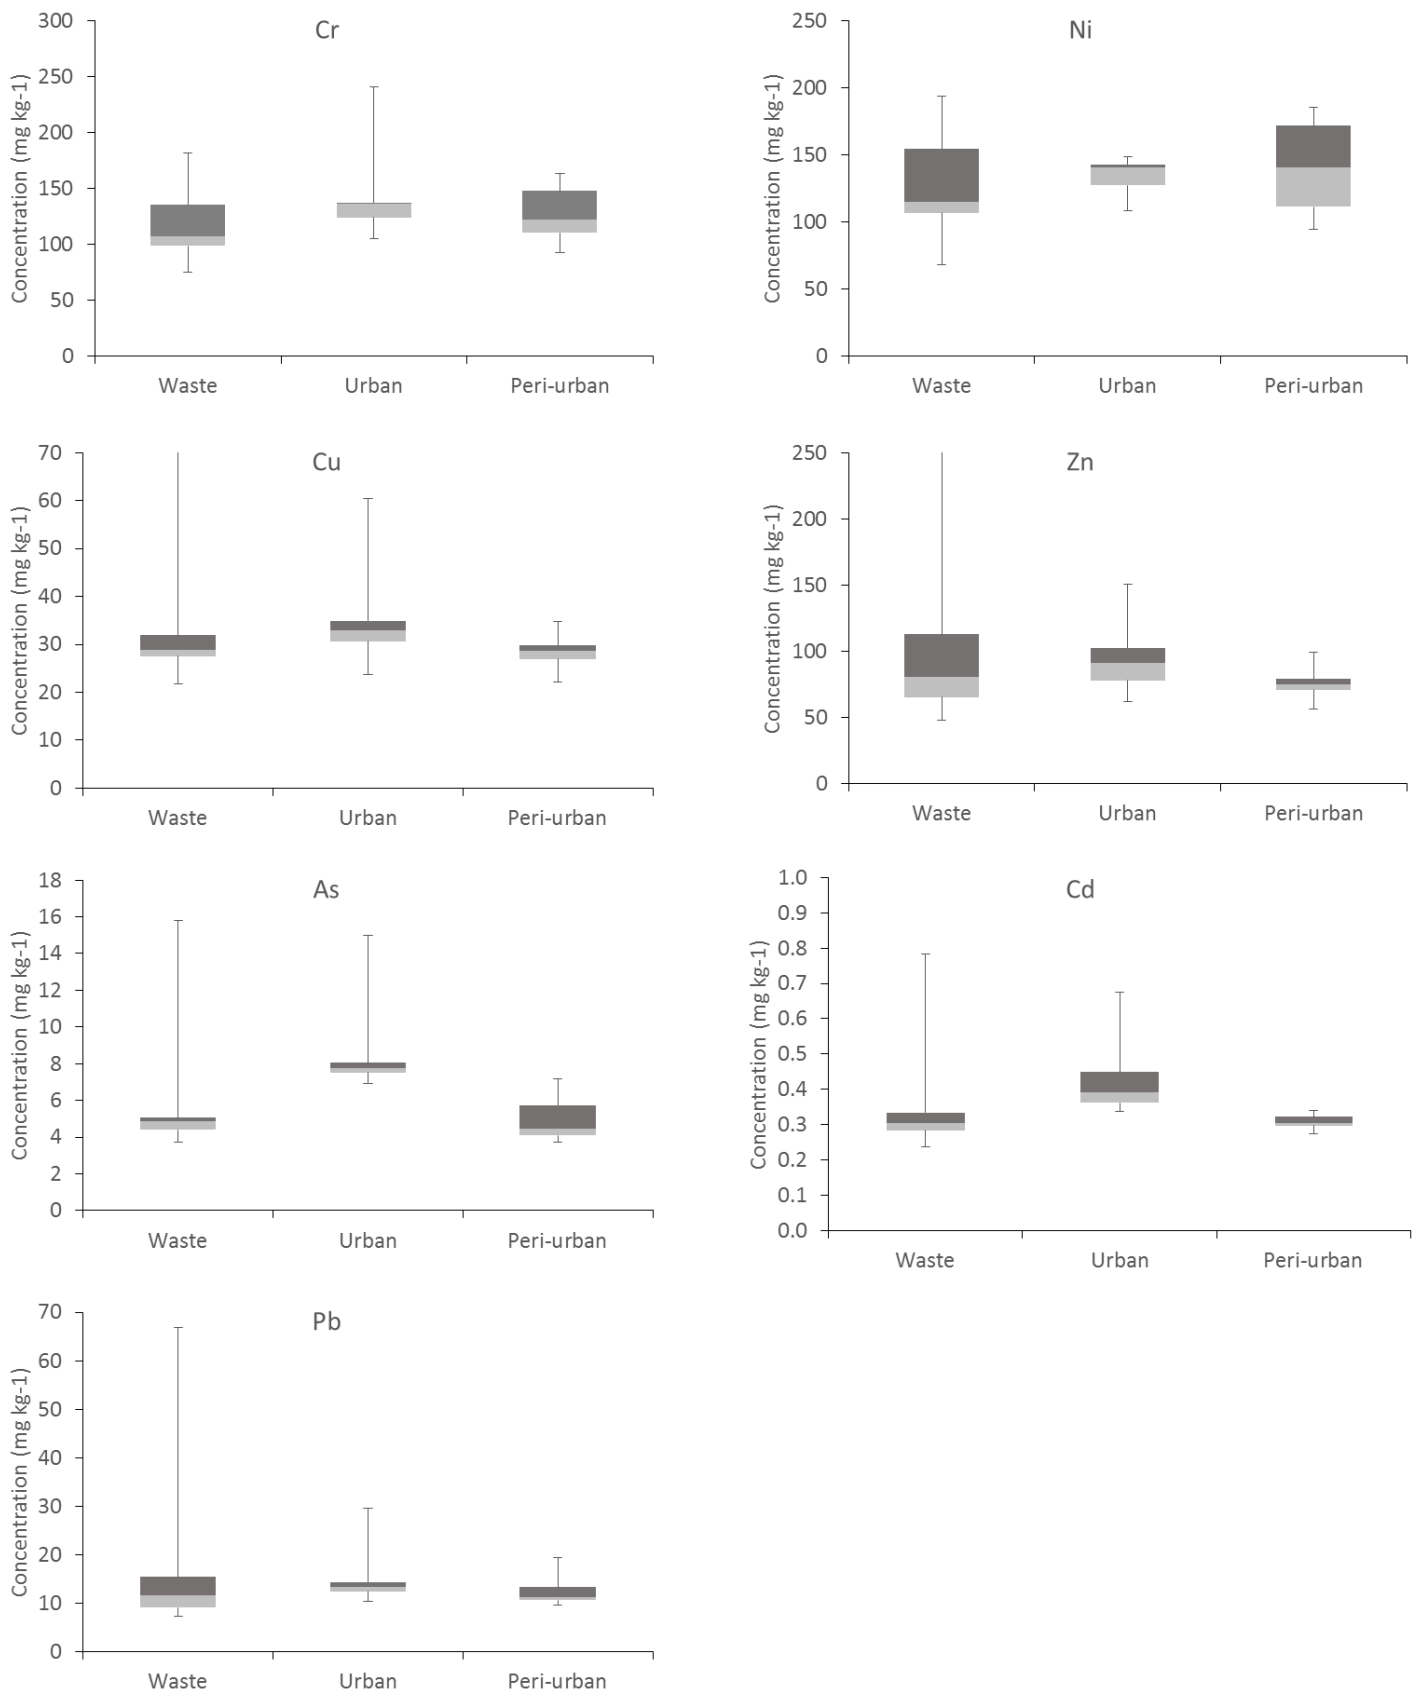 Cr
Concentration (mg kg-1)
300
250
200
150
100
50
0
Waste Urban Peri-urban
Ni
Concentration (mg kg-1)
250
200
150
100
50
0
Waste Urban Peri-urban
Cu
Concentration (mg kg-1)
70
60
50
40
30
20
10
0
Waste Urban Peri-urban
Zn
Concentration (mg kg-1)
250
200
150
100
50
0
Waste Urban Peri-urban
As
Concentration (mg kg-1)
18
16
14
12
10
8
6
4
2
0
Waste Urban Peri-urban
Cd
Concentration (mg kg-1)
1.0
0.9
0.8
0.7
0.6
0.5
0.4
0.3
0.2
0.1
0.0
Waste Urban Peri-urban
Pb
Concentration (mg kg-1)
70
60
50
40
30
20
10
0
Waste Urban Peri-urban